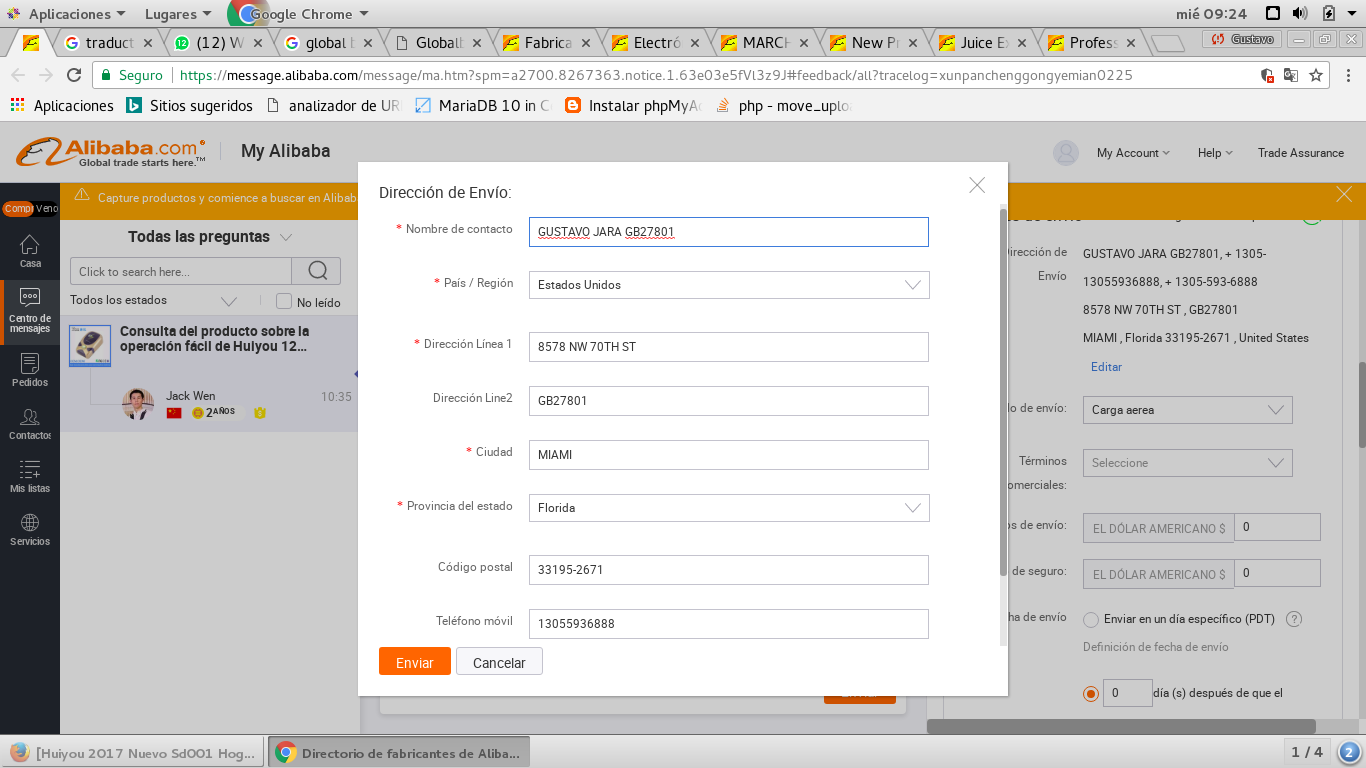 Aplicaciones
Lugares
Google Chrome
mié 09:24
traduct
(12) W
global b
Globalb
Fabrica
Electró
MARCH
New Pr
Juice Ex
Profess
Gustavo
Seguro
https://message.alibaba.com/message/ma.htm?spm=a2700.8267363.notice.1.63e03e5fVl3z9J#feedback/all?tracelog=xunpanchenggongyemian0225
Aplicaciones
Sitios sugeridos
analizador de UR
MariaDB 10 in C
Instalar phpMyAd
php - move_uplo
Alibaba.com
Global trade starts here.™
My Alibaba
My Account
Help
Trade Assurance
Compr
Veno
Capture productos y comience a buscar en Alibab
Casa
Centro de mensajes
Pedidos
Contactos
Mis listas
Servicios
Todas las preguntas
Click to search here...
Todos los estados
No leído
Consulta del producto sobre la
operación fácil de Huiyou 12...
Jack Wen
10:35
2 AÑOS
Dirección de Envío:
* Nombre de contacto
GUSTAVO JARA GB27801
* País / Región
Estados Unidos
* Dirección Línea 1
8578 NW 70TH ST
Dirección Line2
GB27801
* Ciudad
MIAMI
* Provincia del estado
Florida
Código postal
33195-2671
Teléfono móvil
13055936888
Enviar
Cancelar
irección de
Envío
GUSTAVO JARA GB27801, + 1305-
13055936888, + 1305-593-6888
8578 NW 70TH ST , GB27801
MIAMI , Florida 33195-2671 , United States
Editar
o de envío:
Carga aerea
Términos
omerciales:
Seleccione
os de envío:
EL DÓLAR AMERICANO $
0
de seguro:
EL DÓLAR AMERICANO $
0
ha de envío
Enviar en un día específico (PDT)
?
Definición de fecha de envío
0
día (s) después de que el
[Huiyou 2017 Nuevo Sd001 Hog...
Directorio de fabricantes de Aliba...
1 / 4
2